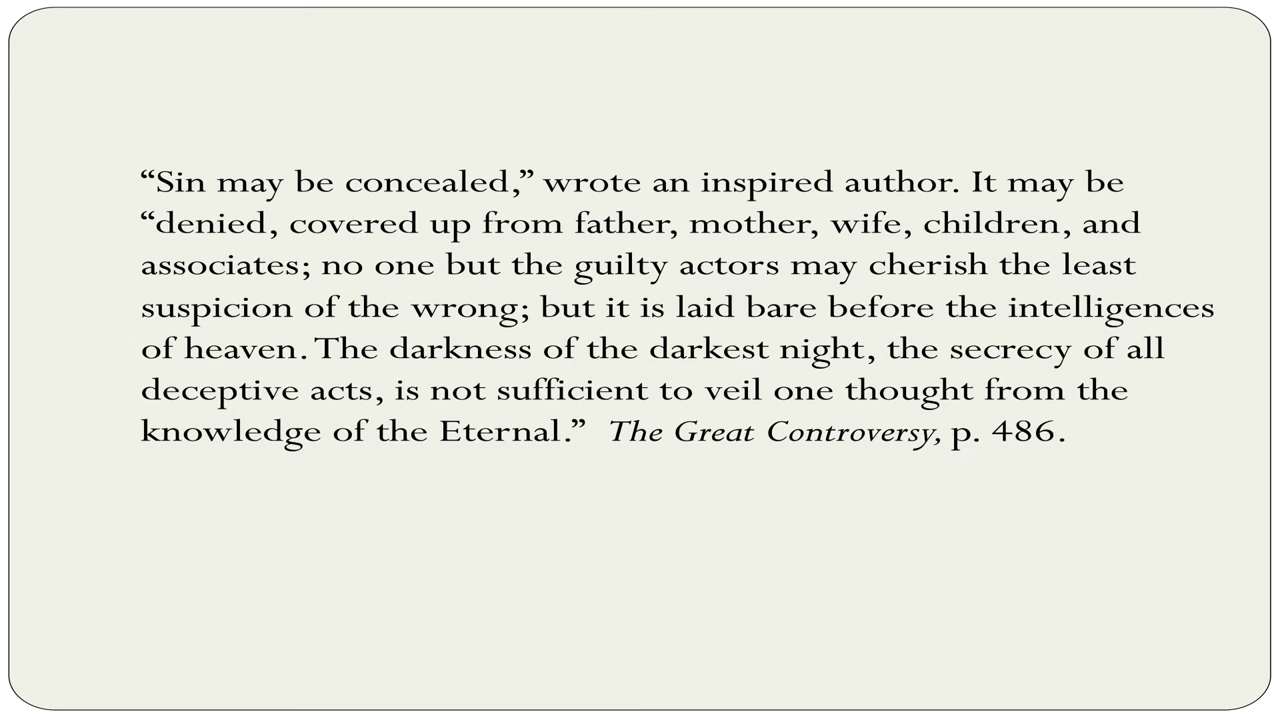 “Sin may be concealed,” wrote an inspired author. It may be
“denied, covered up from father, mother, wife, children, and
associates; no one but the guilty actors may cherish the least
suspicion of the wrong; but it is laid bare before the intelligences
of heaven. The darkness of the darkest night, the secrecy of all
deceptive acts, is not sufficient to veil one thought from the
knowledge of the Eternal.” The Great Controversy, p. 486.